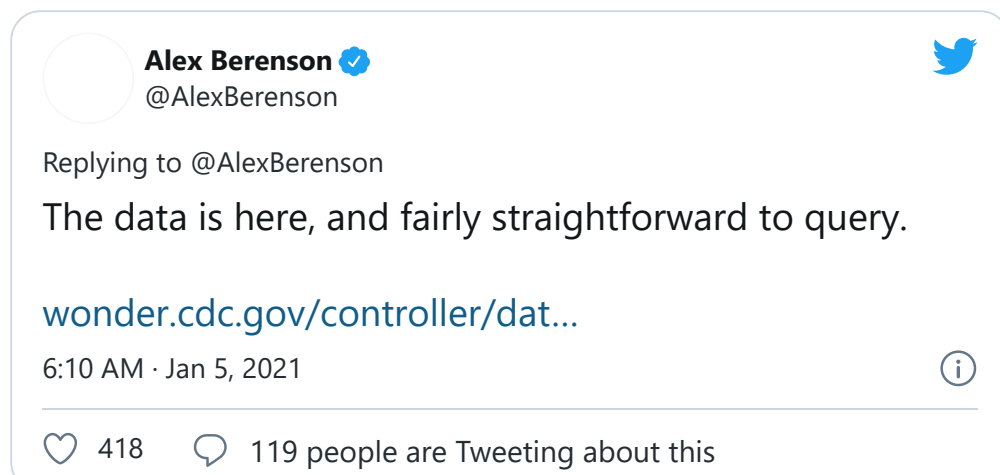 Alex Berenson
@AlexBerenson
Replying to @AlexBerenson
The data is here, and fairly straightforward to query.
wonder.cdc.gov/controller/dat...
6:10 AM · Jan 5, 2021
418 119 people are Tweeting about this